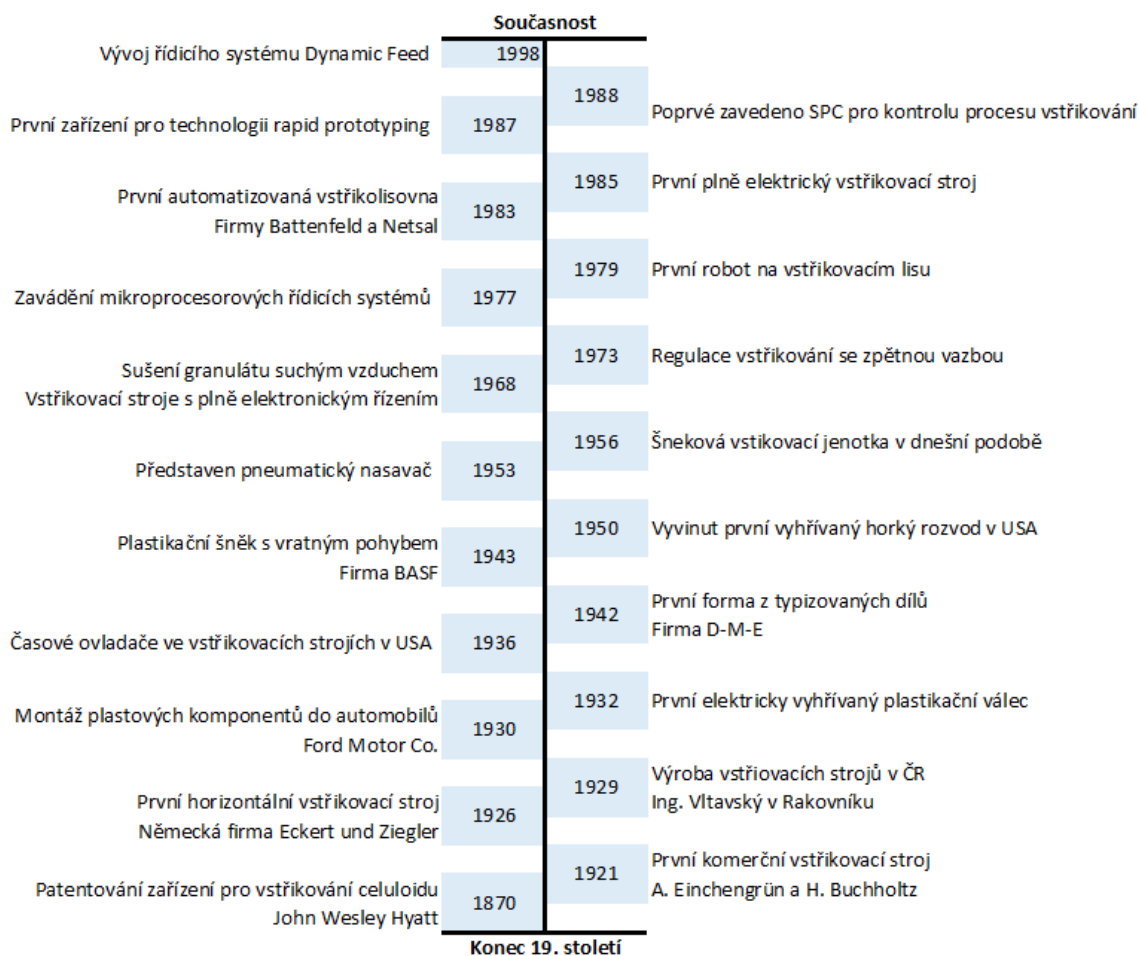 Současnost
Vývoj řídicího systému Dynamic Feed
1998
1988
Poprvé zavedeno SPC pro kontrolu procesu vstřikování
První zařízení pro technologii rapid prototyping
1987
1985
První plně elektrický vstřikovací stroj
První automatizovaná vstřikolisovna
Firmy Battenfeld a Netsal
1983
1979
První robot na vstřikovacím lisu
Zavádění mikroprocesorových řídicích systémů
1977
1973
Regulace vstřikování se zpětnou vazbou
Sušení granulátu suchým vzduchem
Vstřikovací stroje s plně elektronickým řízením
1968
1956
Šneková vstikovací jenotka v dnešní podobě
Představen pneumatický nasavač
1953
1950
Vyvinut první vyhřívaný horký rozvod v USA
Plastikační šněk s vratným pohybem
Firma BASF
1943
1942
První forma z typizovaných dílů
Firma D-M-E
Časové ovladače ve vstřikovacích strojích v USA
1936
1932
První elektricky vyhřívaný plastikační válec
Montáž plastových komponentů do automobilů
Ford Motor Co.
1930
1929
Výroba vstřiovacích strojů v ČR
Ing. Vltavský v Rakovníku
První horizontální vstřikovací stroj
Německá firma Eckert und Ziegler
1926
1921
První komerční vstřikovací stroj
A. Einchengrün a H. Buchholtz
Patentování zařízení pro vstřikování celuloidu
John Wesley Hyatt
1870
Konec 19. století